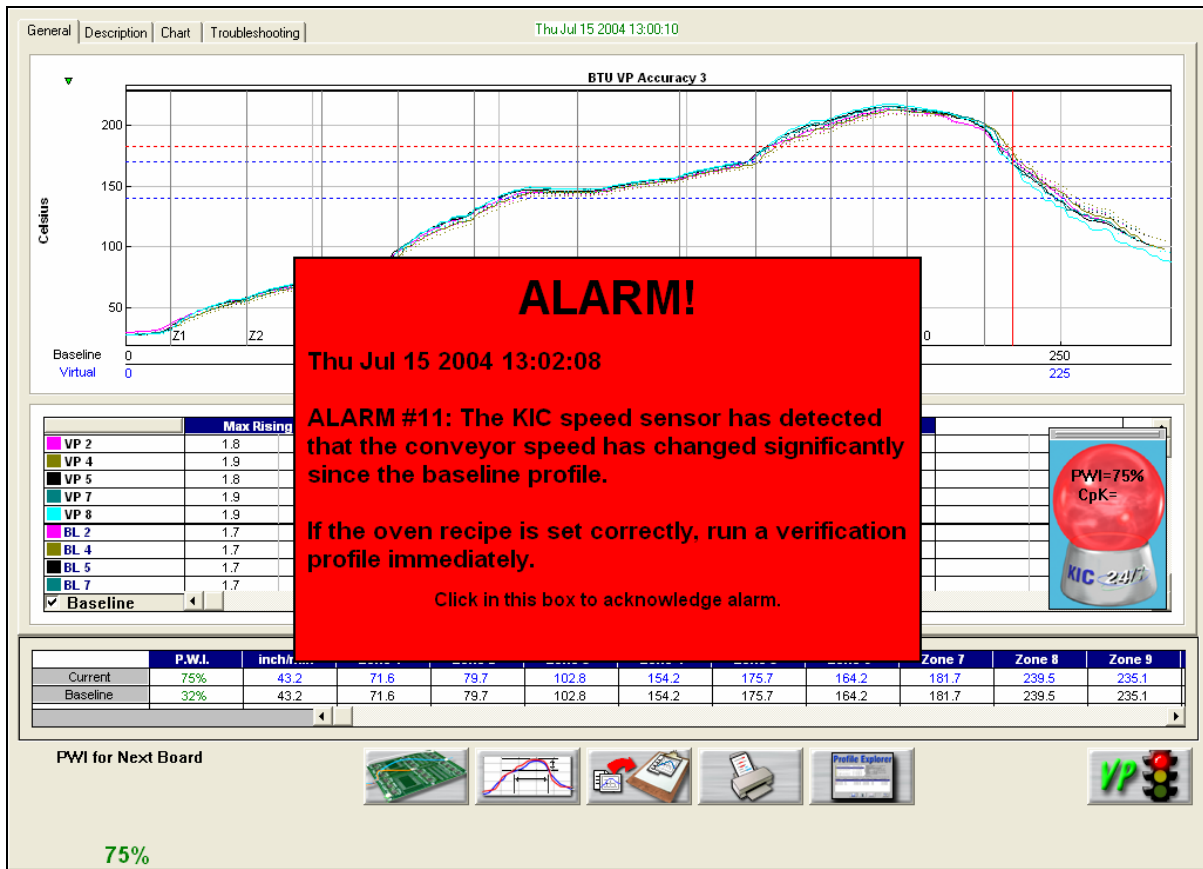 General Description Chart Troubleshooting Thu Jul 15 2004 13:00:10
BTU VP Accuracy 3
Celsius
200
150
100
50
Z1 Z2 0
Baseline 0 250
Virtual 0 225
ALARM!
Thu Jul 15 2004 13:02:08
ALARM #11: The KIC speed sensor has detected
that the conveyor speed has changed significantly
since the baseline profile.
If the oven recipe is set correctly, run a verification
profile immediately.
Click in this box to acknowledge alarm.
Max Rising
VP 2 1.8
VP 4 1.9
VP 5 1.8
VP 7 1.9
VP 8 1.9
BL 2 1.7
BL 4 1.7
BL 5 1.7
BL 7 1.7
Baseline
PWI=75%
CpK=
KIC 24/7
P.W.I. inch/min Zone 7 Zone 8 Zone 9
Current 75% 43.2 71.6 79.7 102.8 154.2 175.7 164.2 181.7 239.5 235.1
Baseline 32% 43.2 71.6 79.7 102.8 154.2 175.7 164.2 181.7 239.5 235.1
PWI for Next Board
Profile Explorer
VP
75%